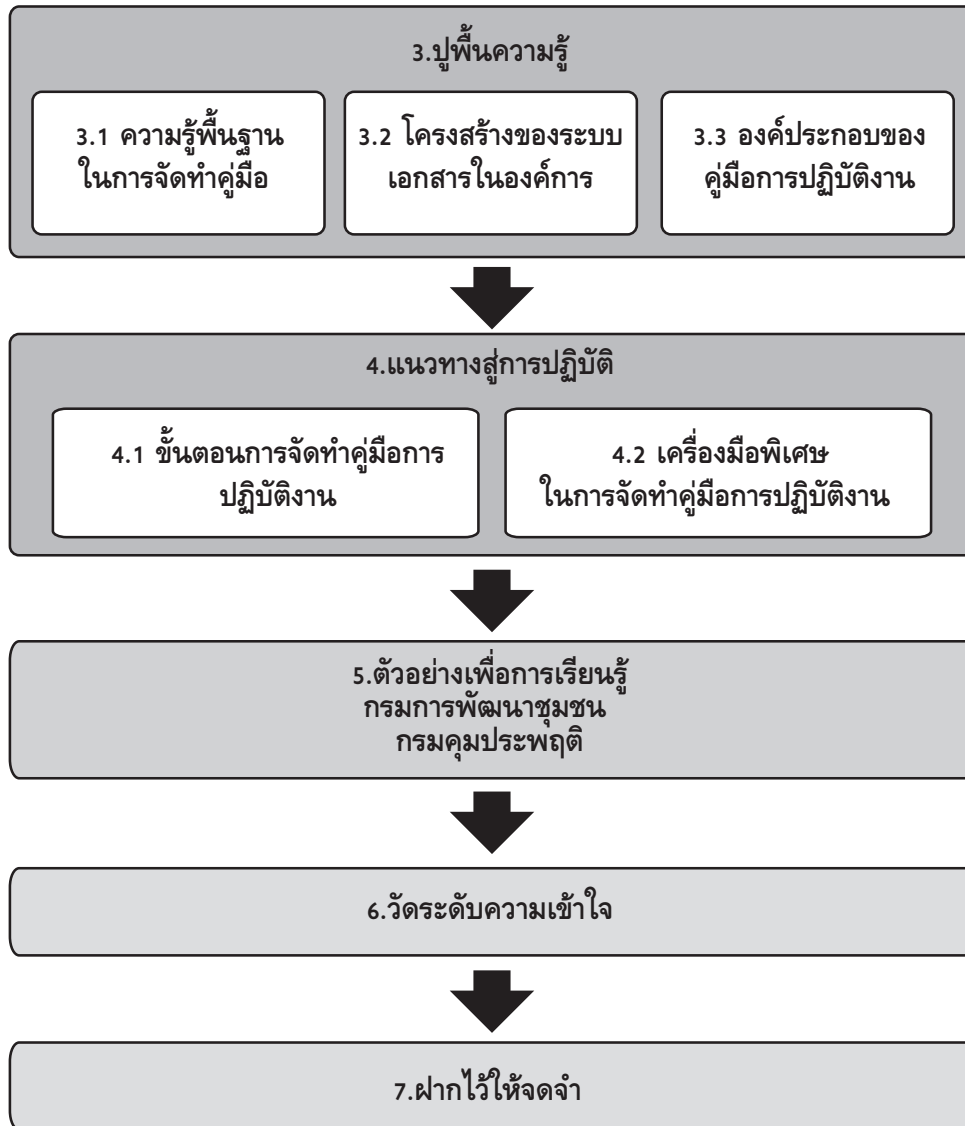 3.ปูพื้นความรู้
3.1 ความรู้พื้นฐาน
ในการจัดทำคู่มือ
3.2 โครงสร้างของระบบ
เอกสารในองค์การ
3.3 องค์ประกอบของ
คู่มือการปฏิบัติงาน
4.แนวทางสู่การปฏิบัติ
4.1 ขั้นตอนการจัดทำคู่มือการ
ปฏิบัติงาน
4.2 เครื่องมือพิเศษ
ในการจัดทำคู่มือการปฏิบัติงาน
5.ตัวอย่างเพื่อการเรียนรู้
กรมการพัฒนาชุมชน
กรมคุมประพฤติ
6.วัดระดับความเข้าใจ
7.ฝากไว้ให้จดจำ